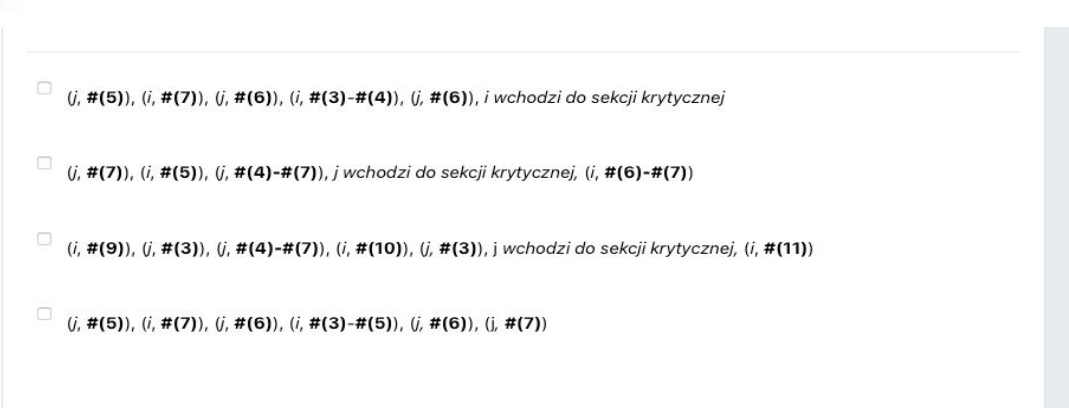 (j, #(5)), (i, #(7)), (j, #(6)), (i, #(3)-#(4)), (j, #(6)), i wchodzi do sekcji krytycznej
(j, #(7)), (i, #(5)), (j, #(4)-#(7)), j wchodzi do sekcji krytycznej, (i, #(6)-#(7))
(i, #(9)), (j, #(3)), (j, #(4)-#(7)), (i, #(10)), (j, #(3)), j wchodzi do sekcji krytycznej, (i, #(11))
(j, #(5)), (i, #(7)), (j, #(6)), (i, #(3)-#(5)), (j, #(6)), (j, #(7))